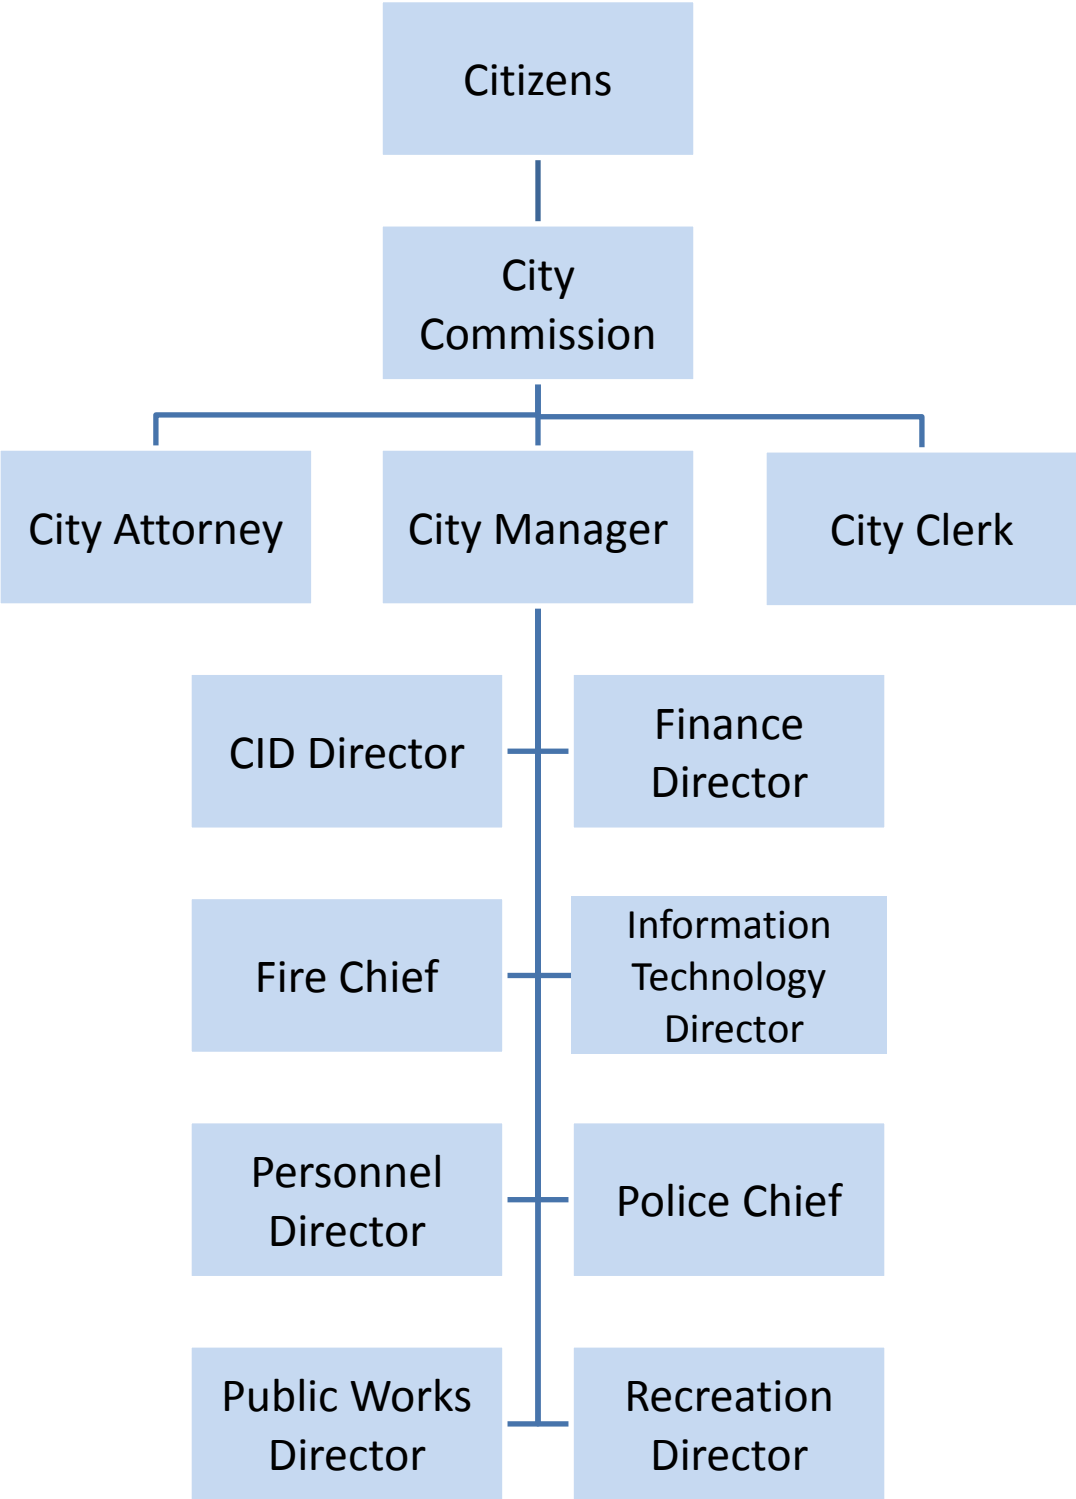 Citizens
City
Commission
City Attorney
City Manager
City Clerk
CID Director
Finance
Director
Fire Chief
Information
Technology
Director
Personnel
Director
Police Chief
Public Works
Director
Recreation
Director